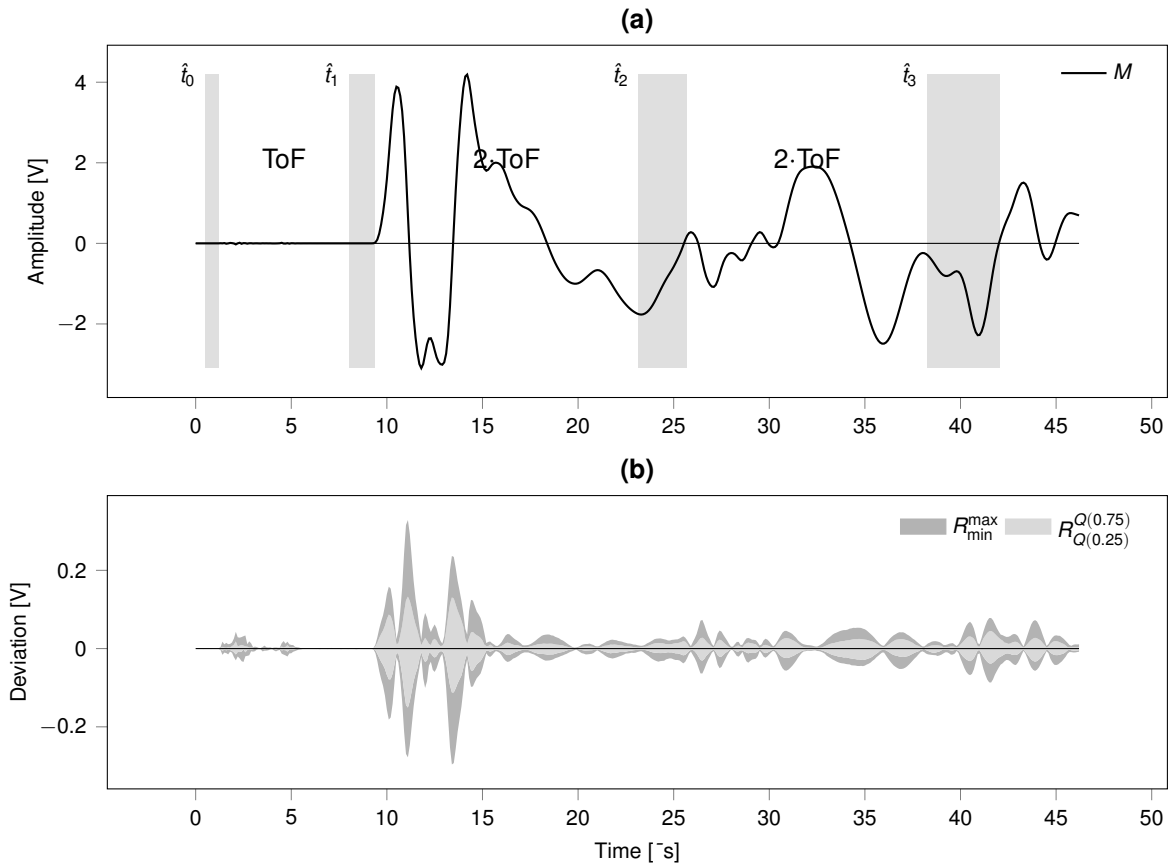 (a)
t̂0 t̂1 t̂2 t̂3 M
ToF 2·ToF 2·ToF
Amplitude [V]
4
2
0
−2
0 5 10 15 20 25 30 35 40 45 50
(b)
R max min R Q(0.75) Q(0.25)
Deviation [V]
0.2
0
−0.2
0 5 10 15 20 25 30 35 40 45 50
Time [¯s]